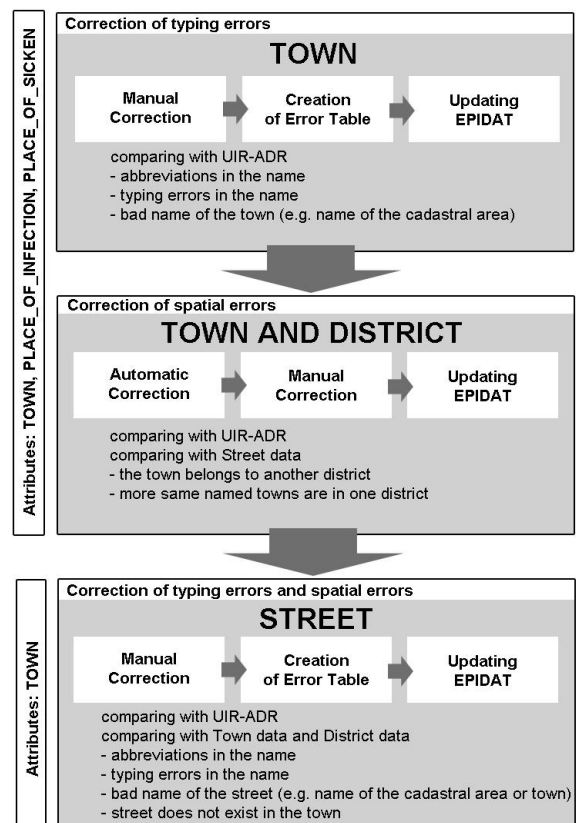 Attributes: TOWN, PLACE_OF_INFECTION, PLACE_OF_SICKEN
Correction of typing errors
TOWN
Manual
Correction
Creation
of Error Table
Updating
EPIDAT
comparing with UIR-ADR
- abbreviations in the name
- typing errors in the name
- bad name of the town (e.g. name of the cadastral area)
Correction of spatial errors
TOWN AND DISTRICT
Automatic
Correction
Manual
Correction
Updating
EPIDAT
comparing with UIR-ADR
comparing with Street data
- the town belongs to another district
- more same named towns are in one district
Attributes: TOWN
Correction of typing errors and spatial errors
STREET
Manual
Correction
Creation
of Error Table
Updating
EPIDAT
comparing with UIR-ADR
comparing with Town data and District data
- abbreviations in the name
- typing errors in the name
- bad name of the street (e.g. name of the cadastral area or town)
- street does not exist in the town